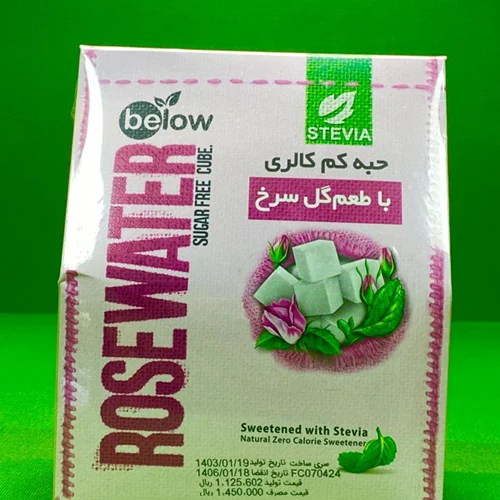 below
STEVIA
ROSEWATER
SUGAR FREE CUBE.
حبه کم کالری
با طعم گل سرخ
Sweetened with Stevia
Natural Zero Calorie Sweetener
سری ساخت تاریخ تولید 1403/01/19
FC070424 تاریخ انقضا 1406/01/18
قیمت تولید 1.125.602 ریال
قیمت مصرف 1.450.000 ریال